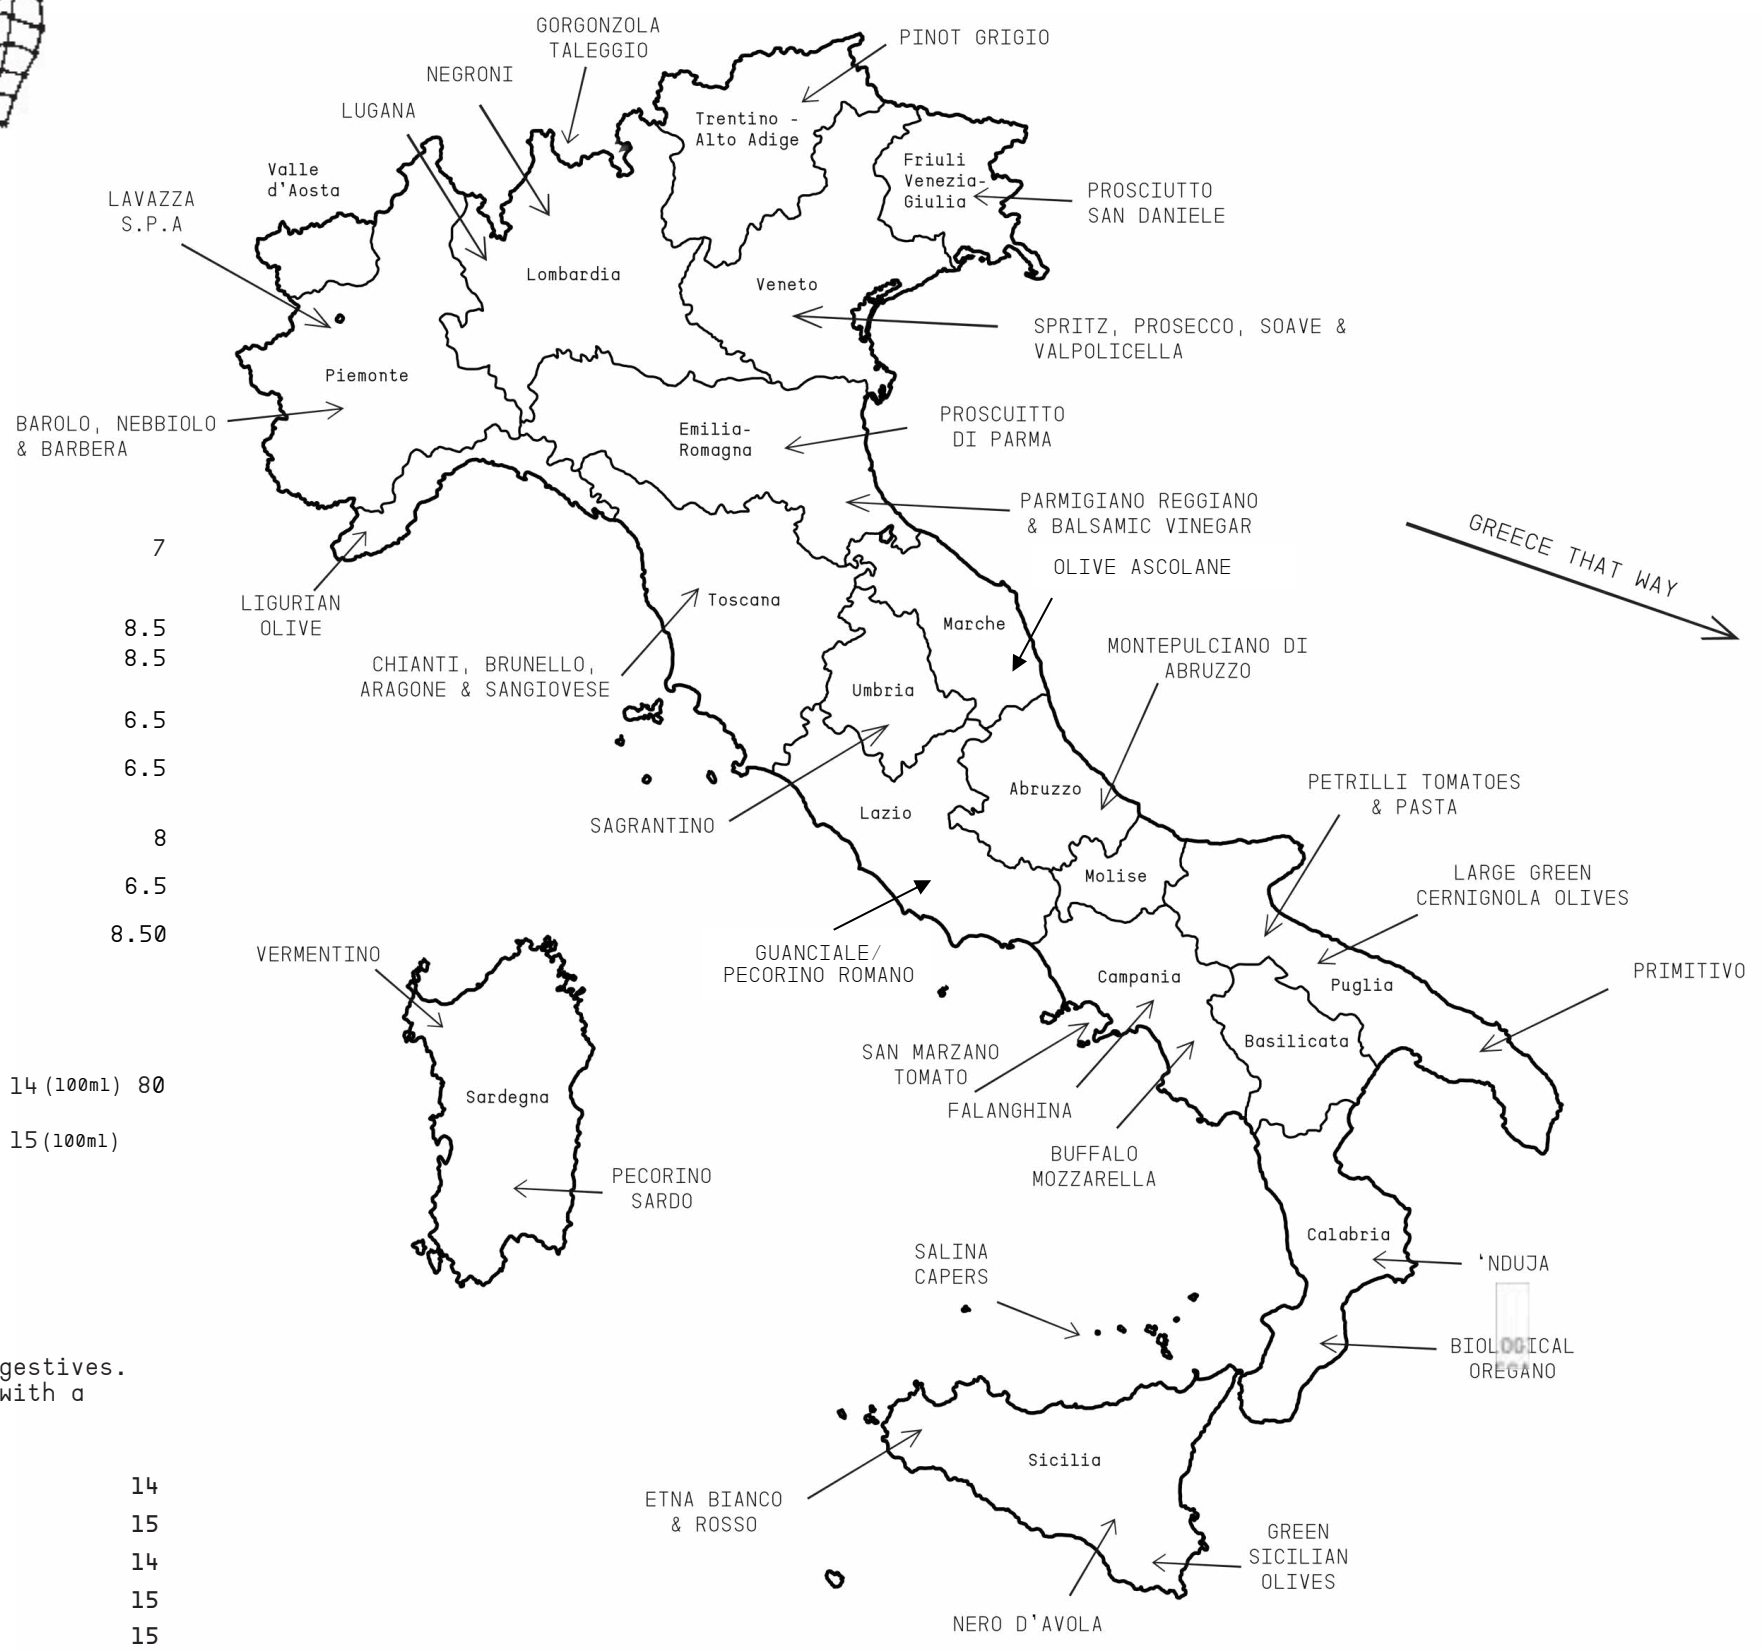 GORGONZOLA
TALEGGIO
PINOT GRIGIO
NEGRONI
LUGANA
Trentino -
Alto Adige
Valle
d'Aosta
Friuli
Venezia-
Giulia
PROSCIUTTO
SAN DANIELE
LAVAZZA
S.P.A
Lombardia
Veneto
SPRITZ, PROSECCO, SOAVE &
VALPOLICELLA
Piemonte
BAROLO, NEBBIOLO
& BARBERA
Emilia-
Romagna
PROSCUITTO
DI PARMA
PARMIGIANO REGGIANO
& BALSAMIC VINEGAR
GREECE THAT WAY
7
OLIVE ASCOLANE
LIGURIAN
OLIVE
Toscana
Marche
8.5
8.5
MONTEPULCIANO DI
ABRUZZO
CHIANTI, BRUNELLO,
ARAGONE & SANGIOVESE
Umbria
6.5
6.5
Abruzzo
PETRILLI TOMATOES
& PASTA
Lazio
SAGRANTINO
8
Molise
LARGE GREEN
CERNIGNOLA OLIVES
6.5
8.50
VERMENTINO
GUANCIALE/
PECORINO ROMANO
Campania
Puglia
PRIMITIVO
Basilicata
SAN MARZANO
TOMATO
14 (100ml) 80
Sardegna
FALANGHINA
15 (100ml)
BUFFALO
MOZZARELLA
PECORINO
SARDO
Calabria
SALINA
CAPERS
'NDUJA
BIOLOGICAL
OREGANO
gestives.
with a
Sicilia
14
ETNA BIANCO
& ROSSO
15
GREEN
SICILIAN
OLIVES
14
15
NERO D'AVOLA
15